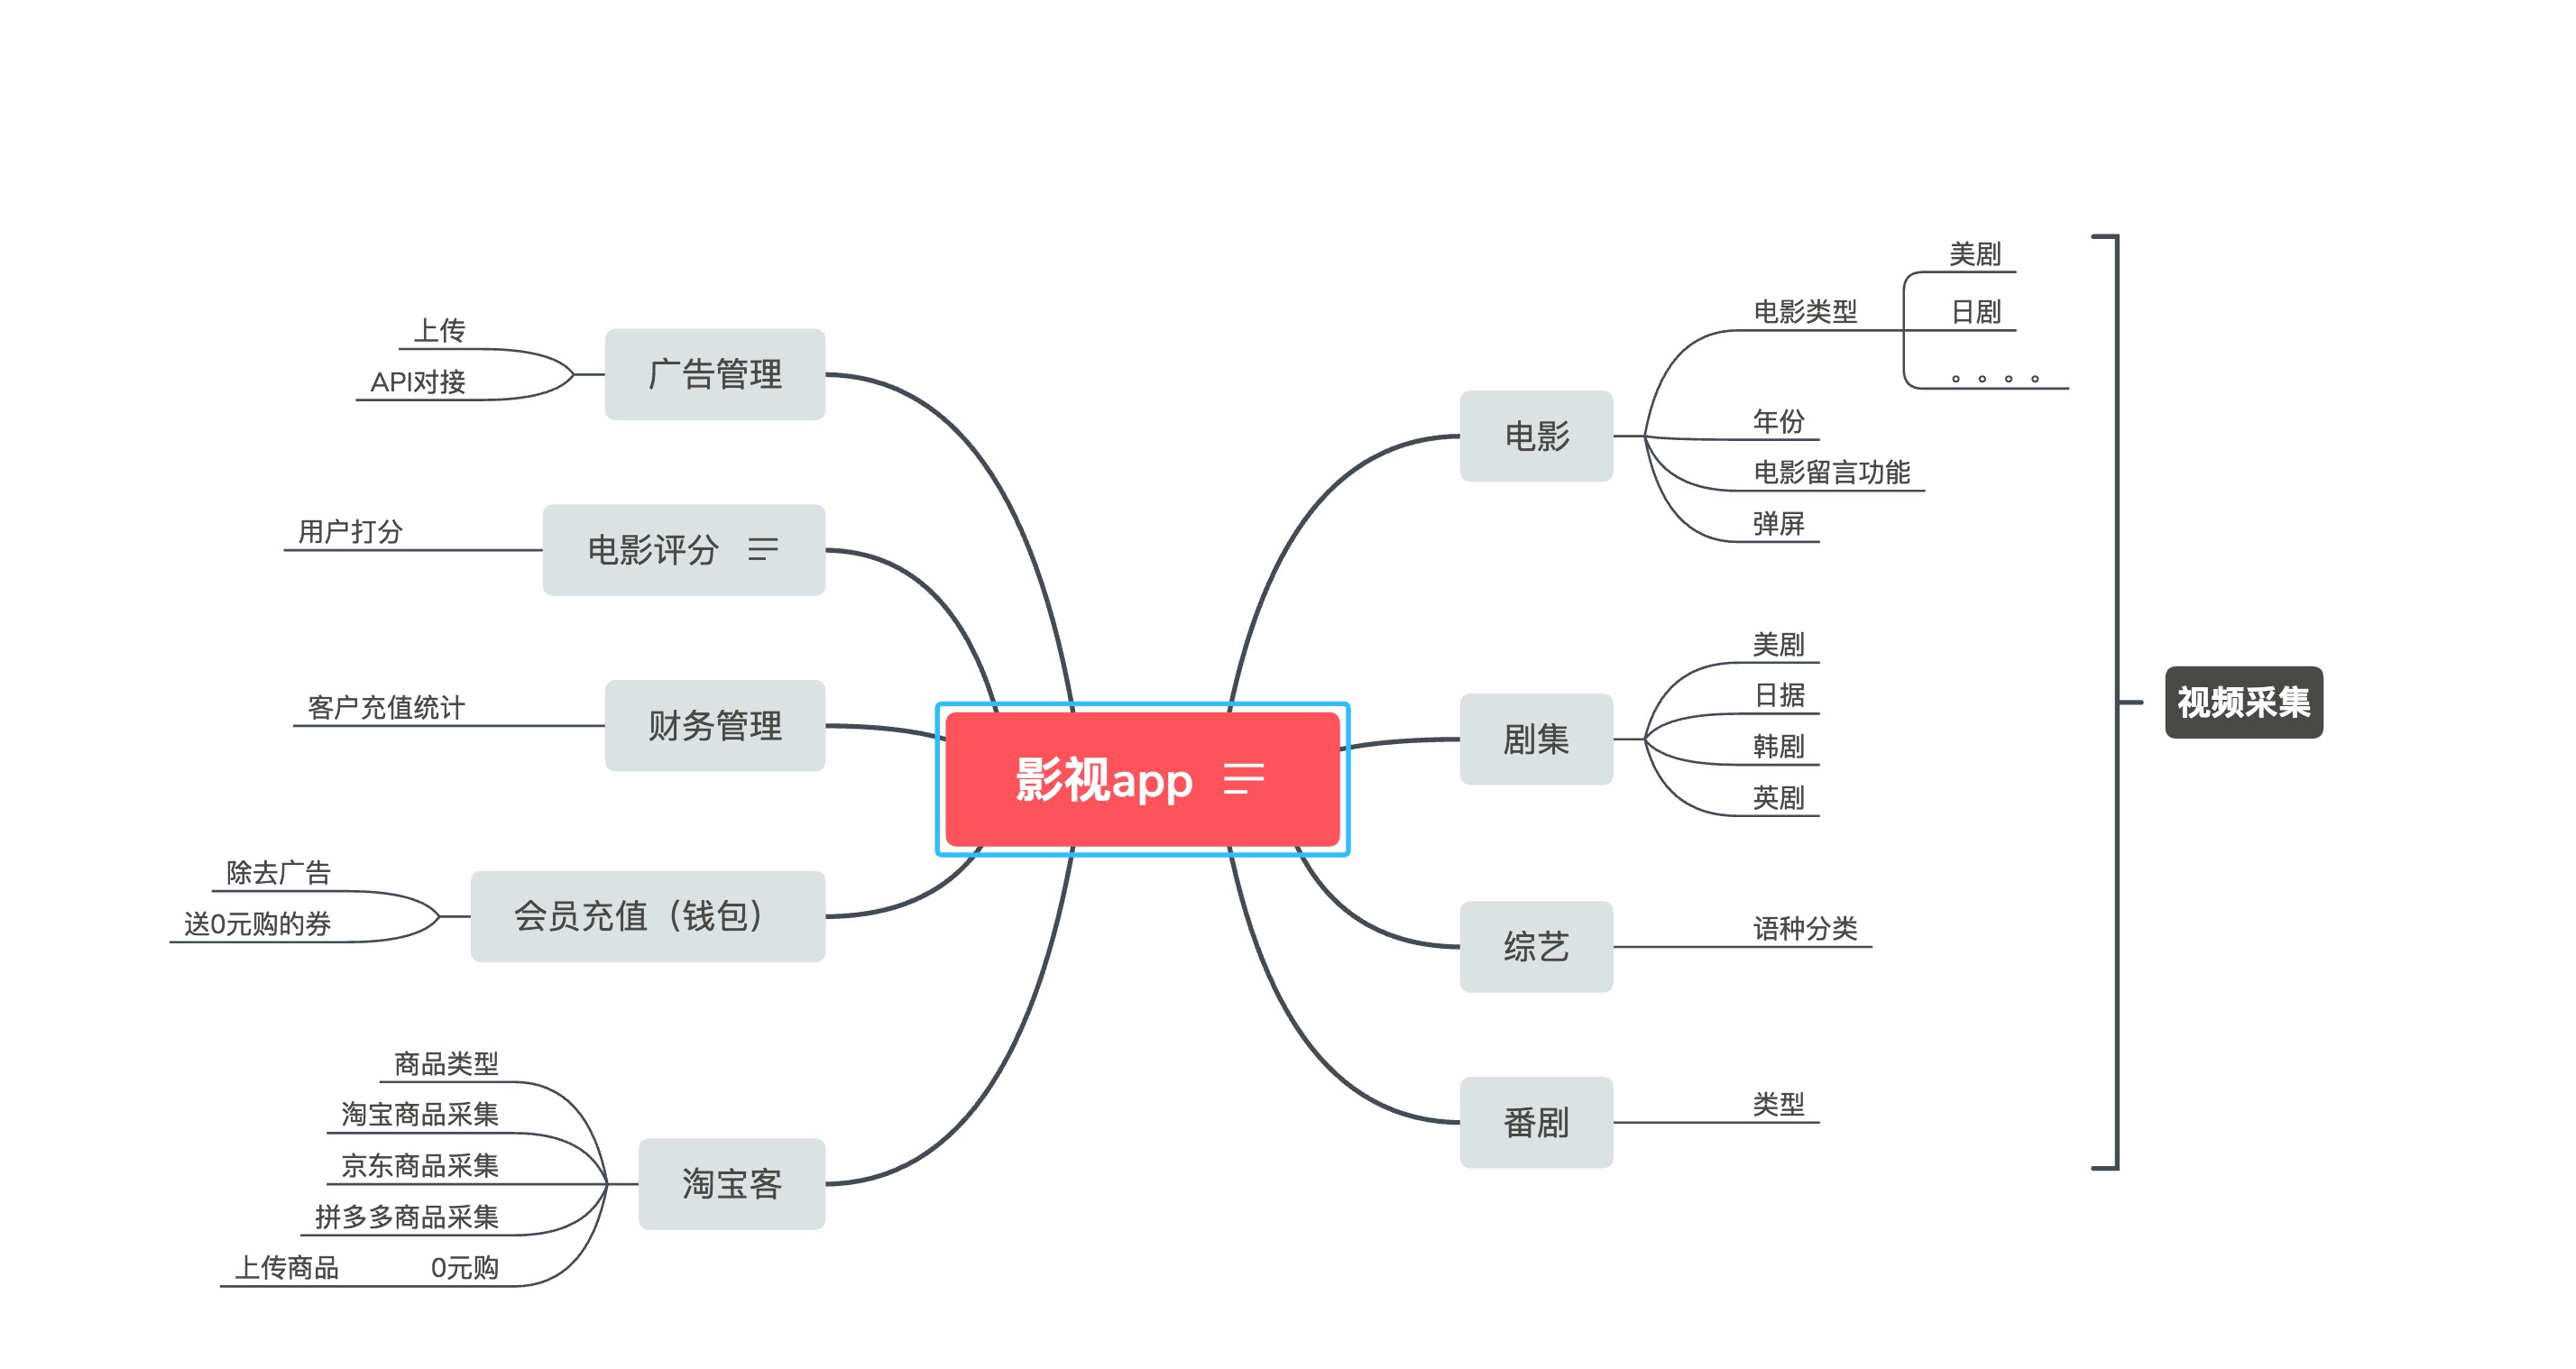 影视app
电影
电影类型
美剧
日剧
。。。。
年份
电影留言功能
弹屏
剧集
美剧
日据
韩剧
英剧
综艺
语种分类
番剧
类型
视频采集
广告管理
上传
API对接
电影评分
用户打分
财务管理
客户充值统计
会员充值（钱包）
除去广告
送0元购的券
淘宝客
商品类型
淘宝商品采集
京东商品采集
拼多多商品采集
0元购
上传商品